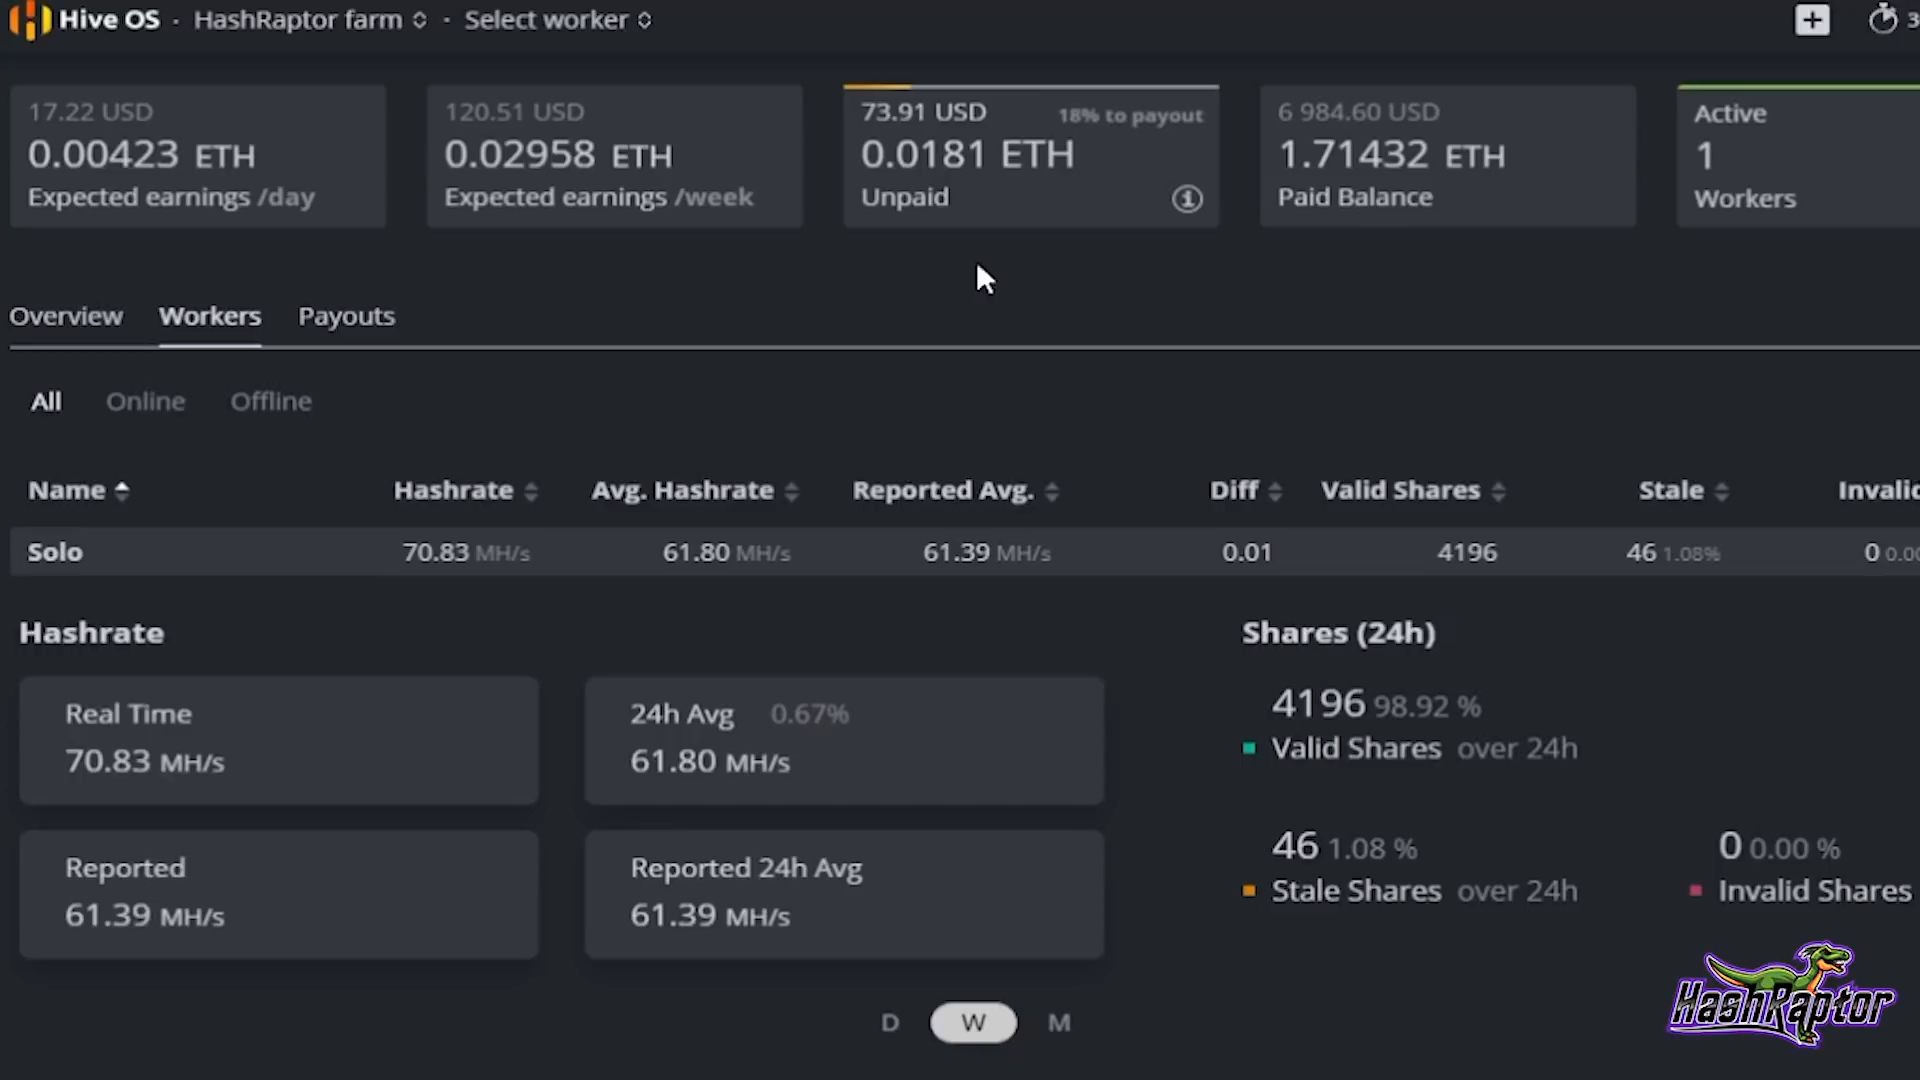 Hive OS · HashRaptor farm · Select worker
17.22 USD
0.00423 ETH
Expected earnings /day
120.51 USD
0.02958 ETH
Expected earnings /week
73.91 USD 18% to payout
0.0181 ETH
Unpaid
6 984.60 USD
1.71432 ETH
Paid Balance
Active
1
Workers
Overview Workers Payouts
All Online Offline
Name Hashrate Avg. Hashrate Reported Avg. Diff Valid Shares Stale
Solo 70.83 MH/s 61.80 MH/s 61.39 MH/s 0.01 4196 46 1.08% 0
Hashrate
Real Time
70.83 MH/s
24h Avg 0.67%
61.80 MH/s
Reported
61.39 MH/s
Reported 24h Avg
61.39 MH/s
Shares (24h)
4196 98.92 %
Valid Shares over 24h
46 1.08 %
Stale Shares over 24h
0 0.00 %
Invalid Shares
D W M
HashRaptor